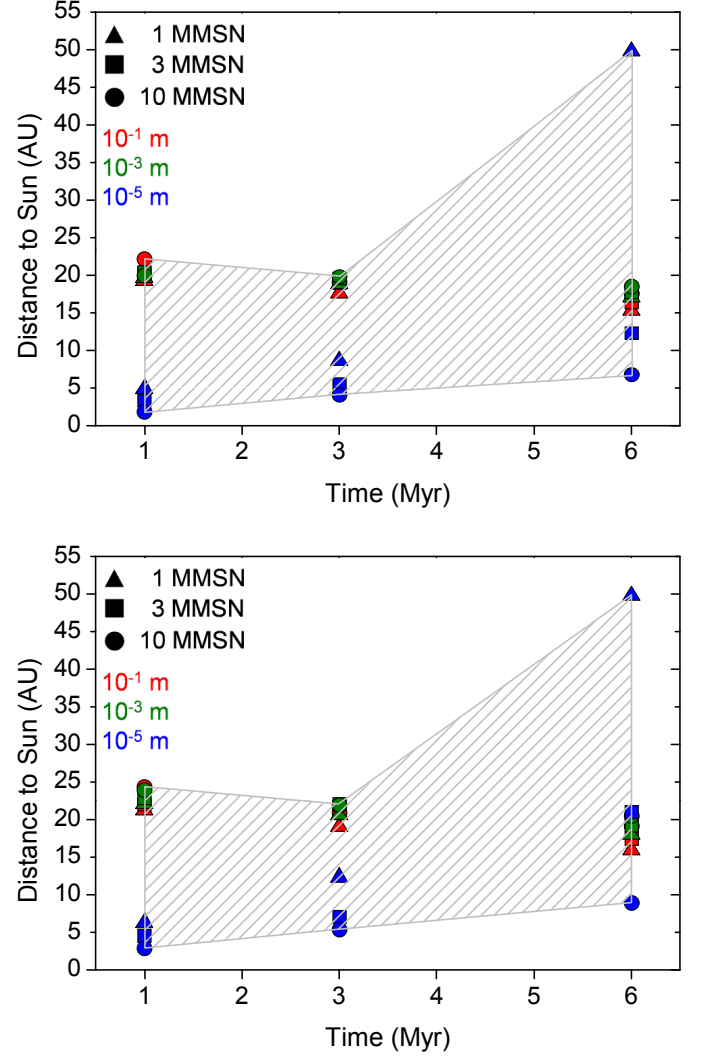 55
50
45
40
35
30
25
20
15
10
5
0
Distance to Sun (AU)
1 MMSN
3 MMSN
10 MMSN
10⁻¹ m
10⁻³ m
10⁻⁵ m
1 2 3 4 5 6
Time (Myr)
55
50
45
40
35
30
25
20
15
10
5
0
Distance to Sun (AU)
1 MMSN
3 MMSN
10 MMSN
10⁻¹ m
10⁻³ m
10⁻⁵ m
1 2 3 4 5 6
Time (Myr)